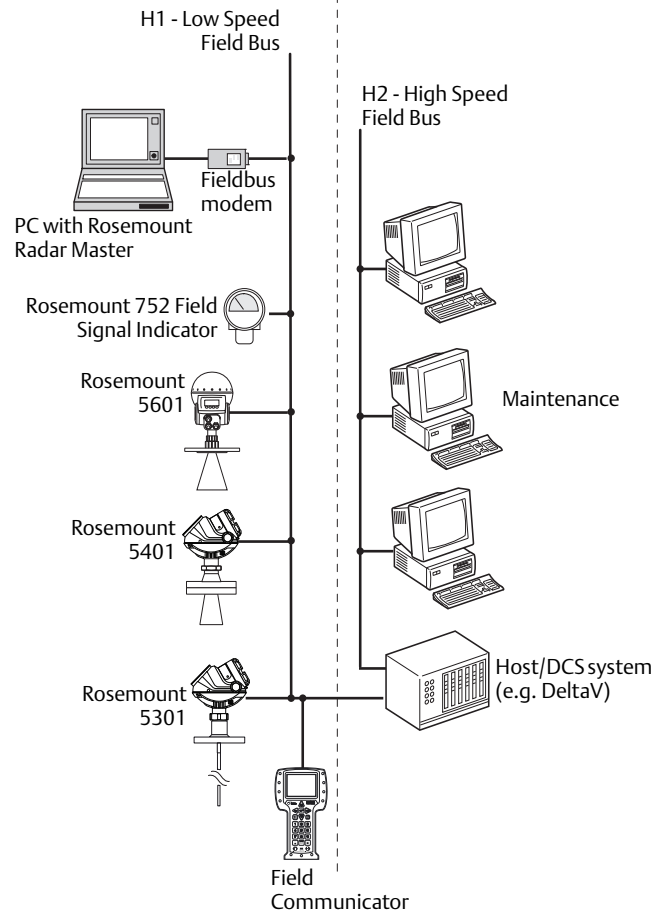 H1 - Low Speed
Field Bus
H2 - High Speed
Field Bus
Fieldbus
modem
PC with Rosemount
Radar Master
Rosemount 752 Field
Signal Indicator
Rosemount
5601
Maintenance
Rosemount
5401
Host/DCS system
(e.g. DeltaV)
Rosemount
5301
Field
Communicator